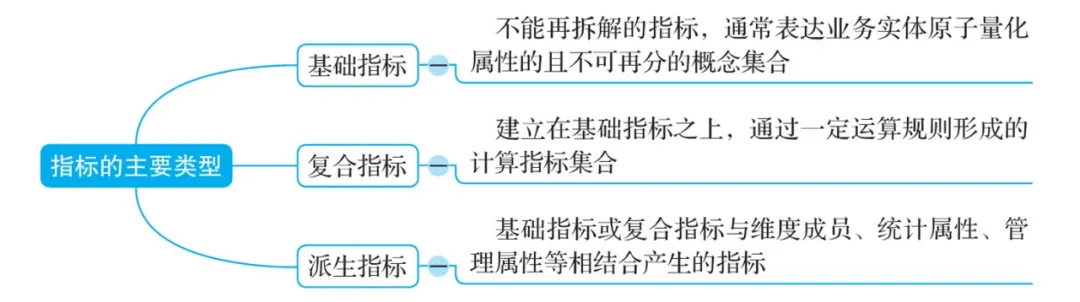 指标的主要类型
基础指标
不能再拆解的指标，通常表达业务实体原子量化
属性的且不可再分的概念集合
复合指标
建立在基础指标之上，通过一定运算规则形成的
计算指标集合
派生指标
基础指标或复合指标与维度成员、统计属性、管
理属性等相结合产生的指标